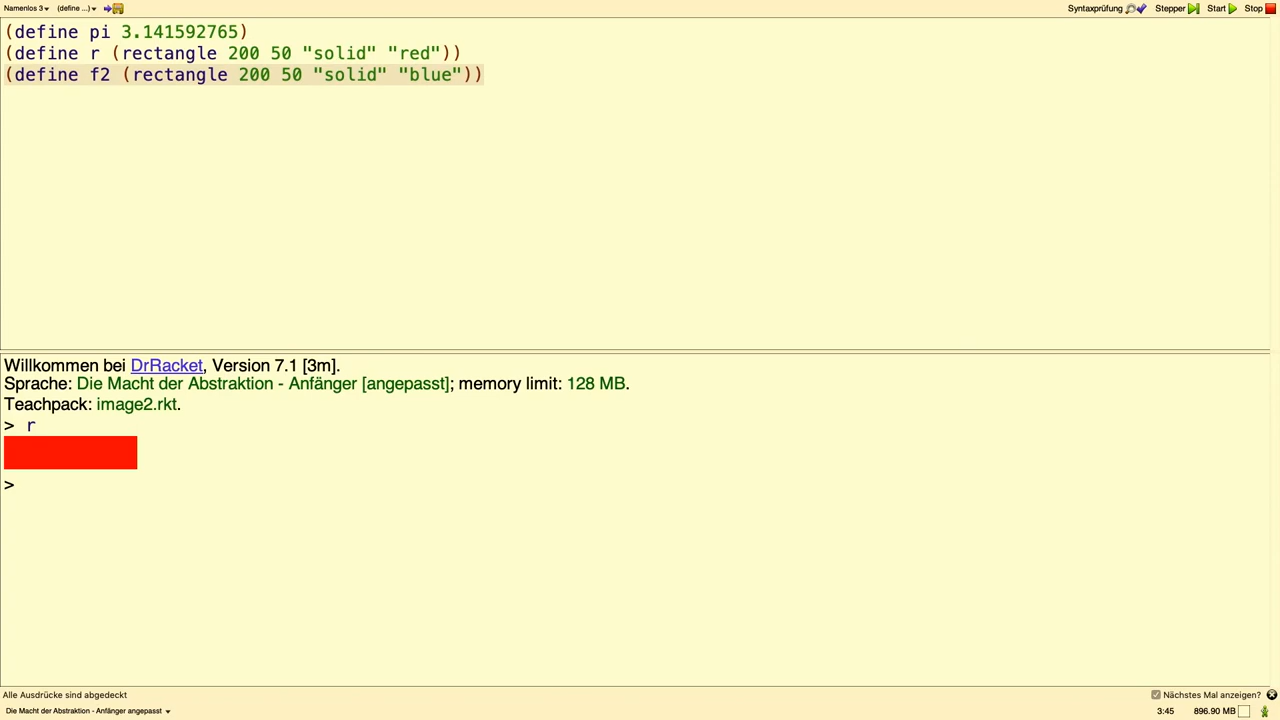 Namenlos 3 (define ...) Syntaxprüfung Stepper Start Stop
(define pi 3.141592765)
(define r (rectangle 200 50 "solid" "red"))
(define f2 (rectangle 200 50 "solid" "blue"))
Willkommen bei DrRacket, Version 7.1 [3m].
Sprache: Die Macht der Abstraktion - Anfänger [angepasst]; memory limit: 128 MB.
Teachpack: image2.rkt.
> r
>
Alle Ausdrücke sind abgedeckt Nächstes Mal anzeigen?
Die Macht der Abstraktion - Anfänger angepasst 3:45 896.90 MB